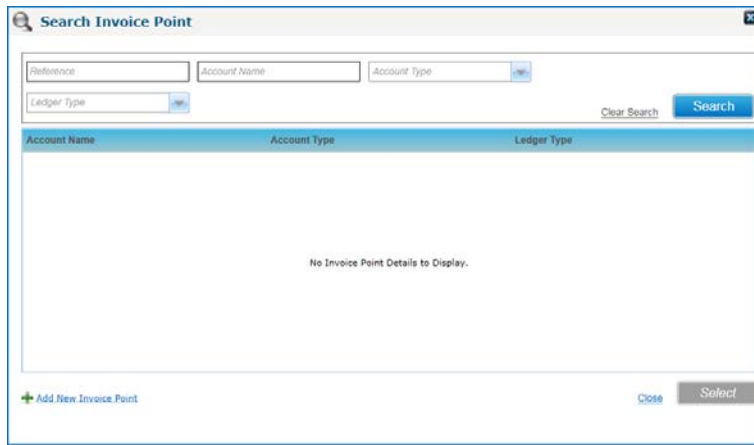 Search Invoice Point
Reference Account Name Account Type
Ledger Type Clear Search Search
Account Name Account Type Ledger Type
No Invoice Point Details to Display.
Add New Invoice Point Close Select